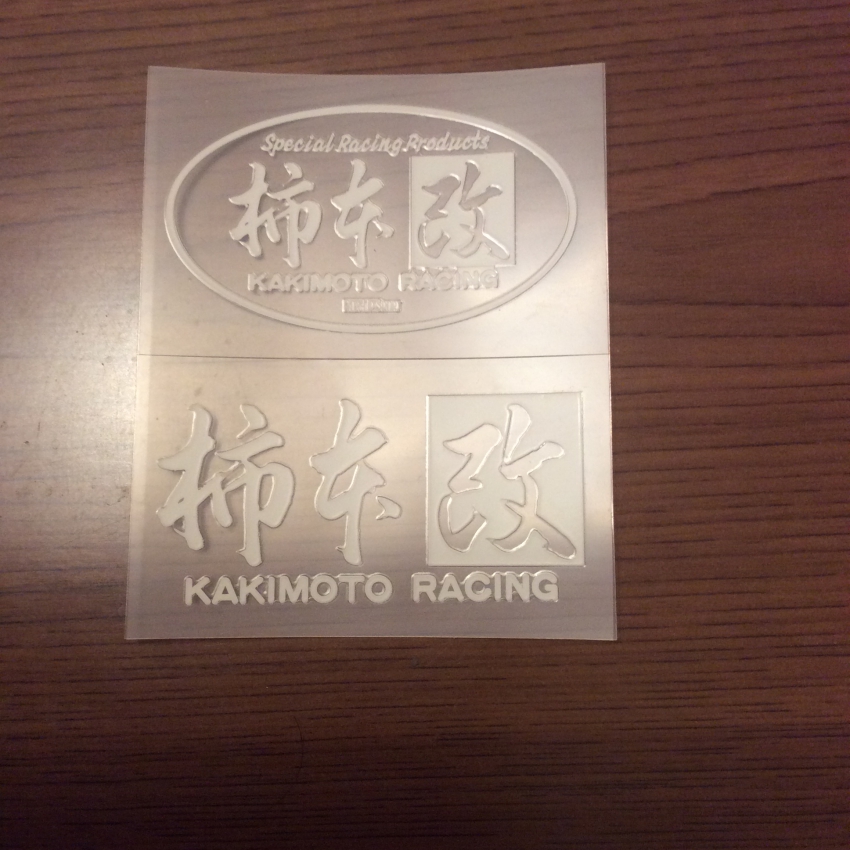 Special Racing Products
柿本改
KAKIMOTO RACING
柿本改
KAKIMOTO RACING